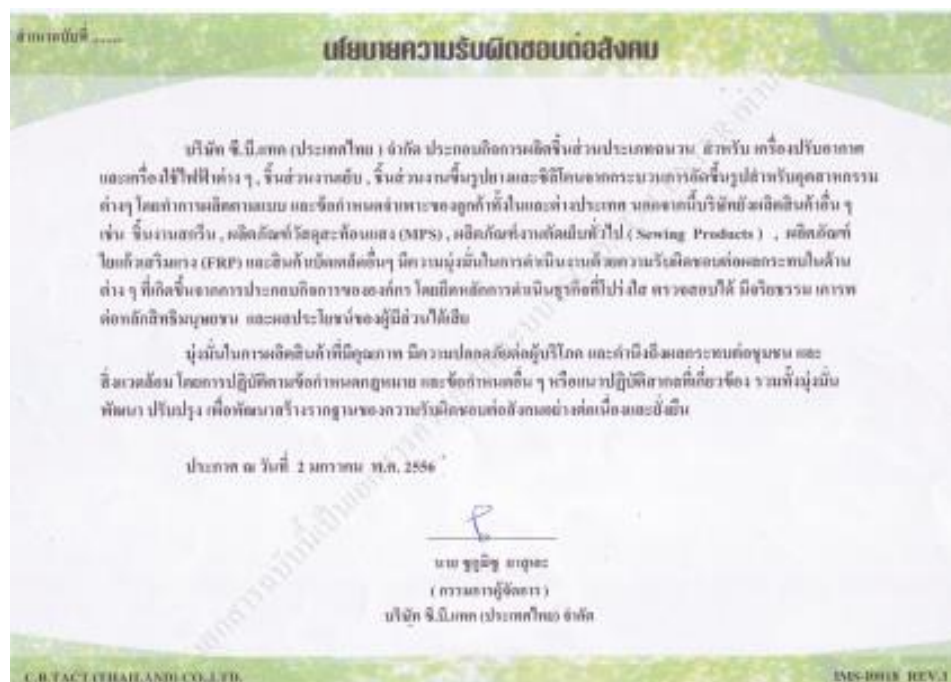 สำเนาฉบับที่ ......
นโยบายความรับผิดชอบต่อสังคม
บริษัท ซี.บี.แทค (ประเทศไทย ) จำกัด ประกอบกิจการผลิตชิ้นส่วนประเภทฉนวน สำหรับ เครื่องปรับอากาศ
และเครื่องใช้ไฟฟ้าต่าง ๆ , ชิ้นส่วนงานเย็บ , ชิ้นส่วนงานขึ้นรูปยางและซิลิโคนจากกระบวนการอัดขึ้นรูปสำหรับอุตสาหกรรม
ต่างๆ โดยทำการผลิตตามแบบ และข้อกำหนดจำเพาะของลูกค้าทั้งในและต่างประเทศ นอกจากนี้บริษัทยังผลิตสินค้าอื่น ๆ
เช่น ชิ้นงานสกรีน , ผลิตภัณฑ์วัสดุสะท้อนแสง (MPS) , ผลิตภัณฑ์งานตัดเย็บทั่วไป ( Sewing Products ) , ผลิตภัณฑ์
ใยแก้วเสริมแรง (FRP) และสินค้าเบ็ดเตล็ดอื่นๆ มีความมุ่งมั่นในการดำเนินงานด้วยความรับผิดชอบต่อผลกระทบในด้าน
ต่าง ๆ ที่เกิดขึ้นจากการประกอบกิจการขององค์กร โดยยึดหลักการดำเนินธุรกิจที่โปร่งใส ตรวจสอบได้ มีจริยธรรม เคารพ
ต่อหลักสิทธิมนุษยชน และผลประโยชน์ของผู้มีส่วนได้เสีย
มุ่งมั่นในการผลิตสินค้าที่มีคุณภาพ มีความปลอดภัยต่อผู้บริโภค และคำนึงถึงผลกระทบต่อชุมชน และ
สิ่งแวดล้อม โดยการปฏิบัติตามข้อกำหนดกฎหมาย และข้อกำหนดอื่น ๆ หรือแนวปฏิบัติสากลที่เกี่ยวข้อง รวมทั้งมุ่งมั่น
พัฒนา ปรับปรุง เพื่อพัฒนาสร้างรากฐานของความรับผิดชอบต่อสังคมอย่างต่อเนื่องและยั่งยืน
ประกาศ ณ วันที่ 2 มกราคม พ.ศ. 2556
นาย
( กรรมการผู้จัดการ )
บริษัท ซี.บี.แทค (ประเทศไทย) จำกัด
C.B.TACT (THAILAND) CO.,LTD.